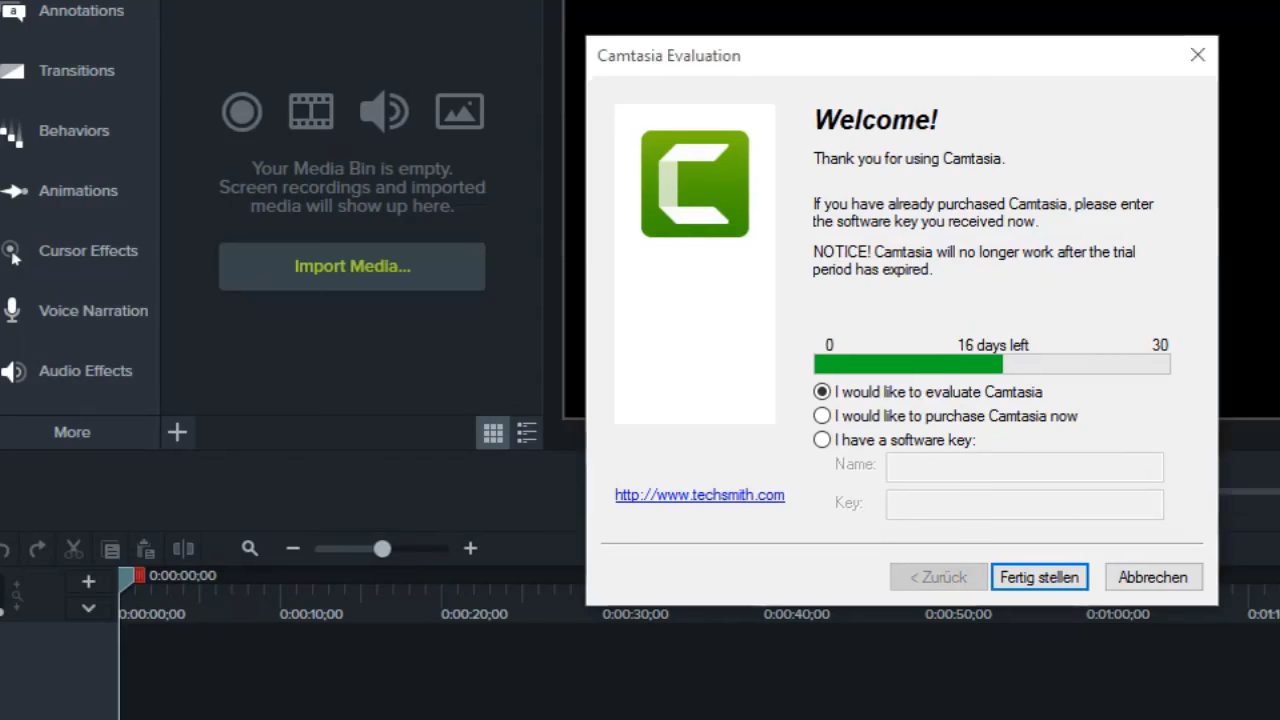 Annotations
Transitions
Behaviors
Animations
Cursor Effects
Voice Narration
Audio Effects
More
Your Media Bin is empty.
Screen recordings and imported
media will show up here.
Import Media...
Camtasia Evaluation
Welcome!
Thank you for using Camtasia.
If you have already purchased Camtasia, please enter
the software key you received now.
NOTICE! Camtasia will no longer work after the trial
period has expired.
0 16 days left 30
I would like to evaluate Camtasia
I would like to purchase Camtasia now
I have a software key:
Name:
Key:
http://www.techsmith.com
< Zurück Fertig stellen Abbrechen
0:00:00;00
0:00:00;00 0:00:10;00 0:00:20;00 0:00:30;00 0:00:40;00 0:00:50;00 0:01:00;00